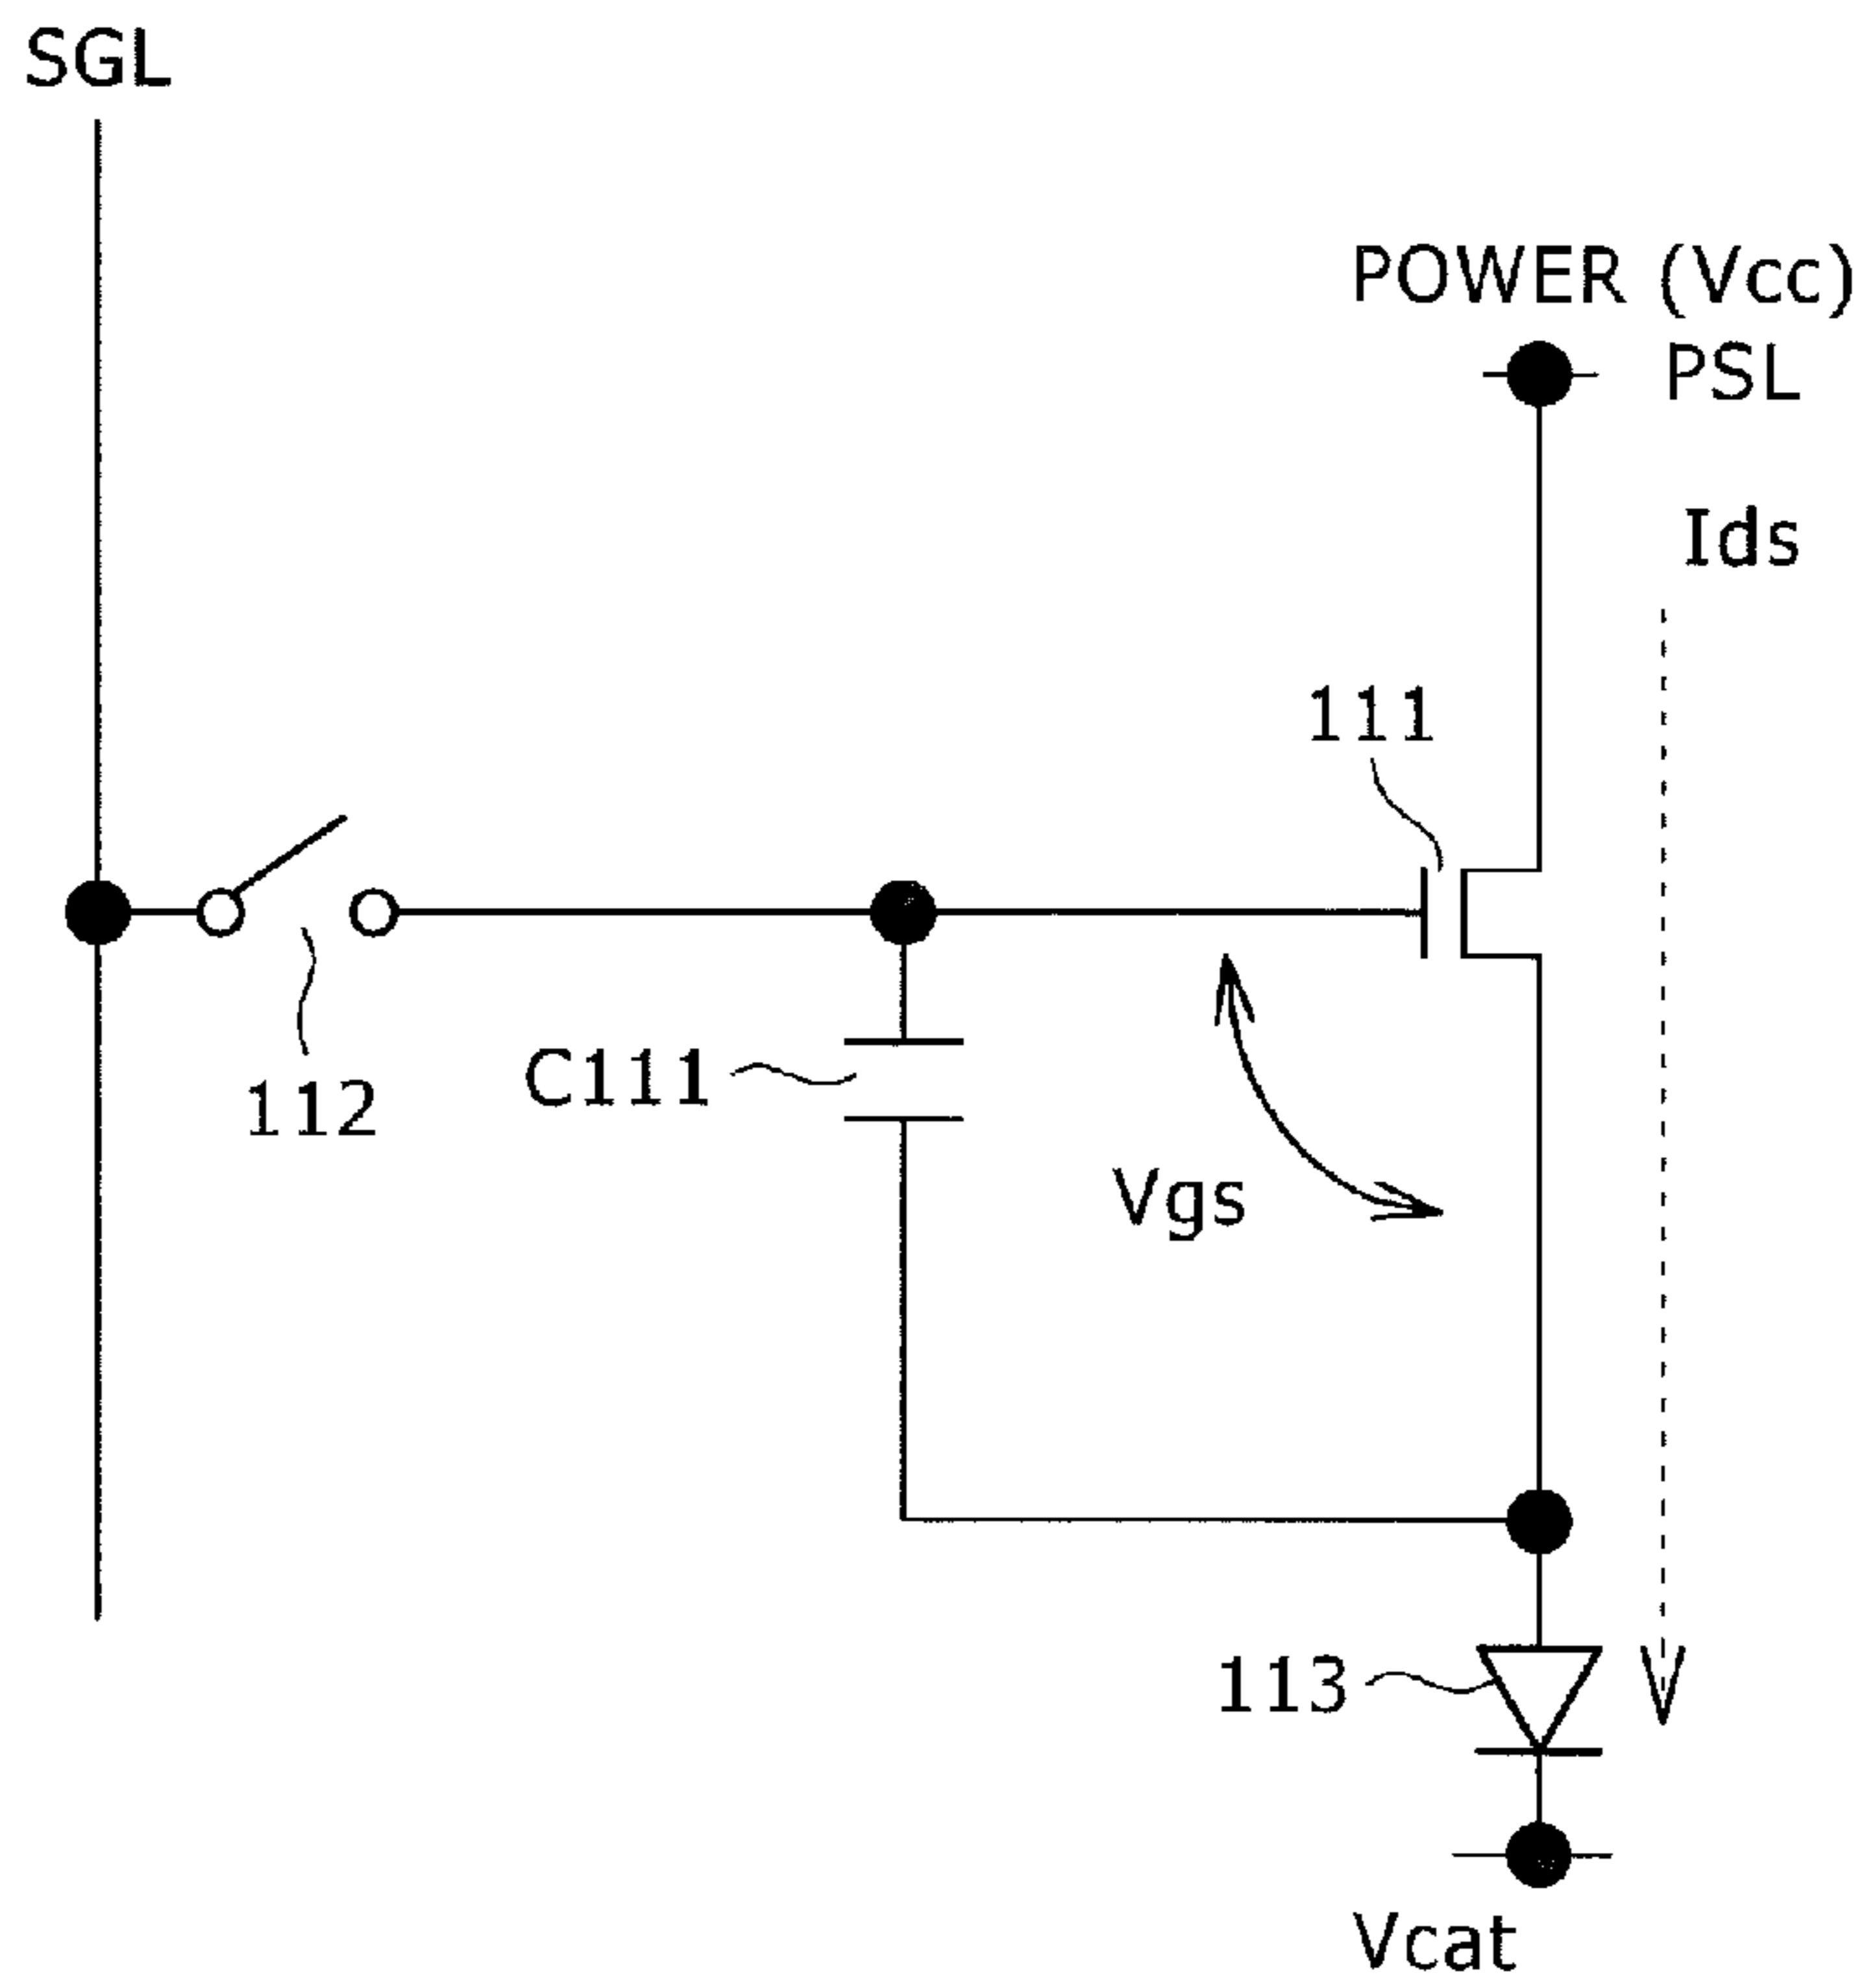 SGL
POWER (Vcc)
PSL
Ids
111
112
C111
Vgs
113
Vcat